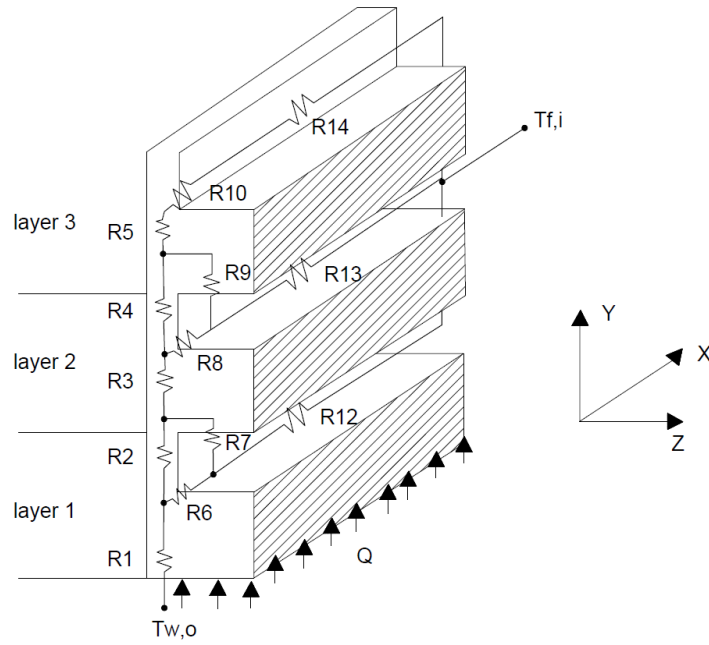 R14
Tf,i
R10
layer 3
R5
R9
R13
R4
Y
R8
X
layer 2
R3
R12
R7
Z
R2
R6
layer 1
R1
Q
Tw,o